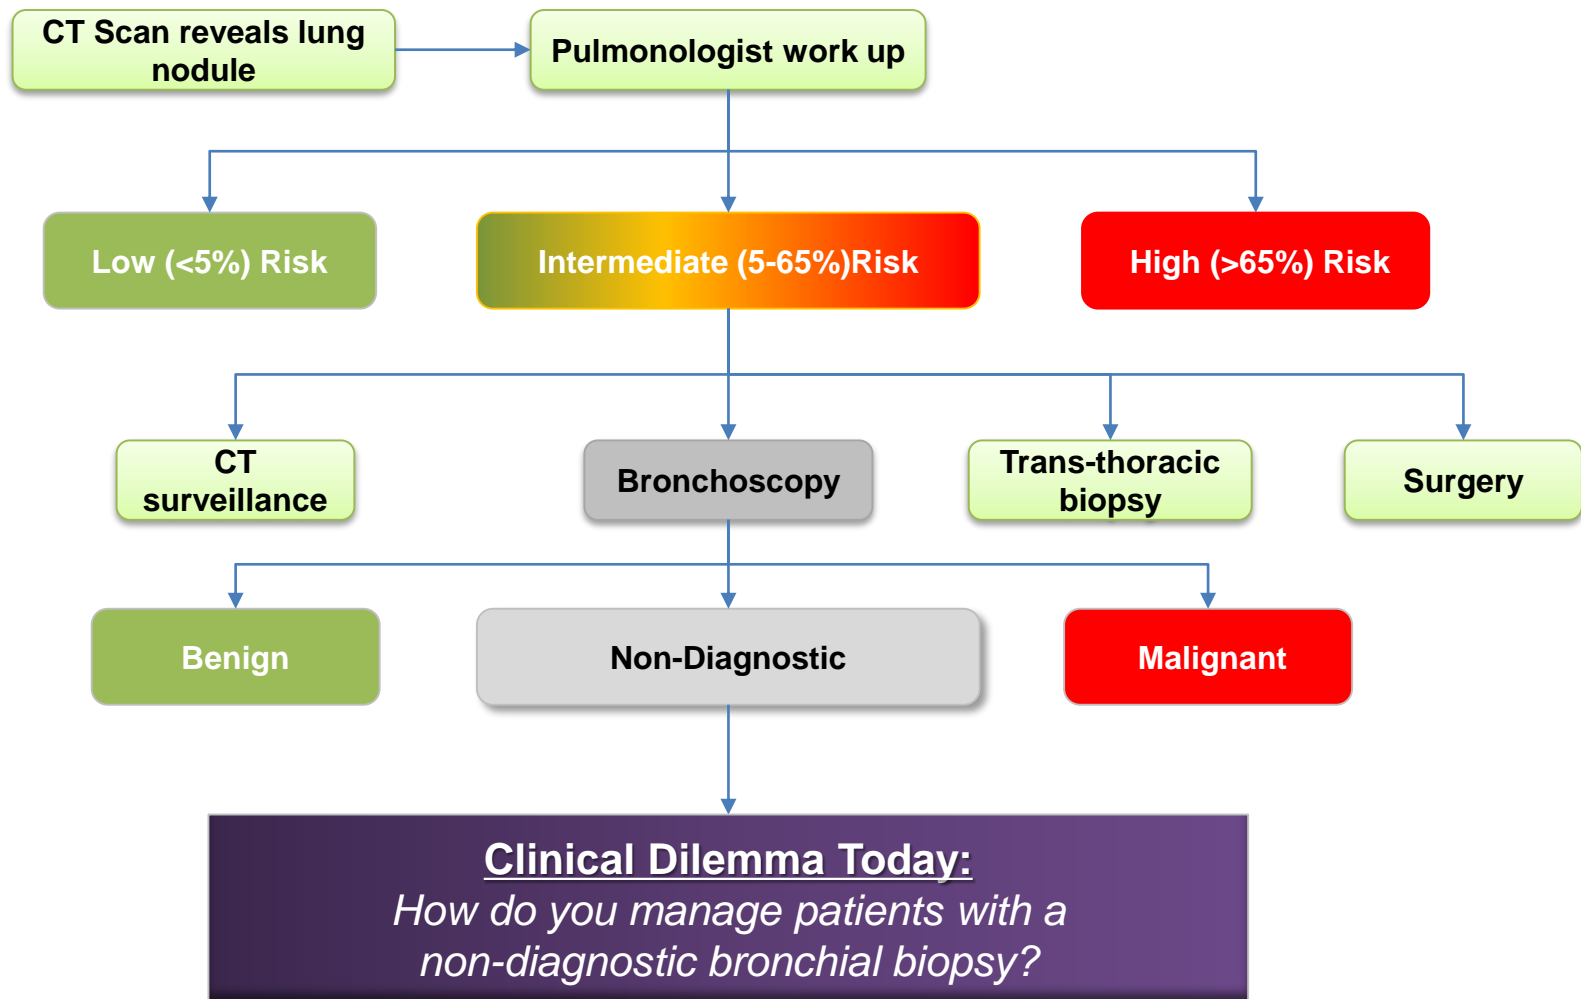 CT Scan reveals lung
nodule
Pulmonologist work up
Low (<5%) Risk
Intermediate (5-65%)Risk
High (>65%) Risk
CT
surveillance
Bronchoscopy
Trans-thoracic
biopsy
Surgery
Benign
Non-Diagnostic
Malignant
Clinical Dilemma Today:
How do you manage patients with a
non-diagnostic bronchial biopsy?